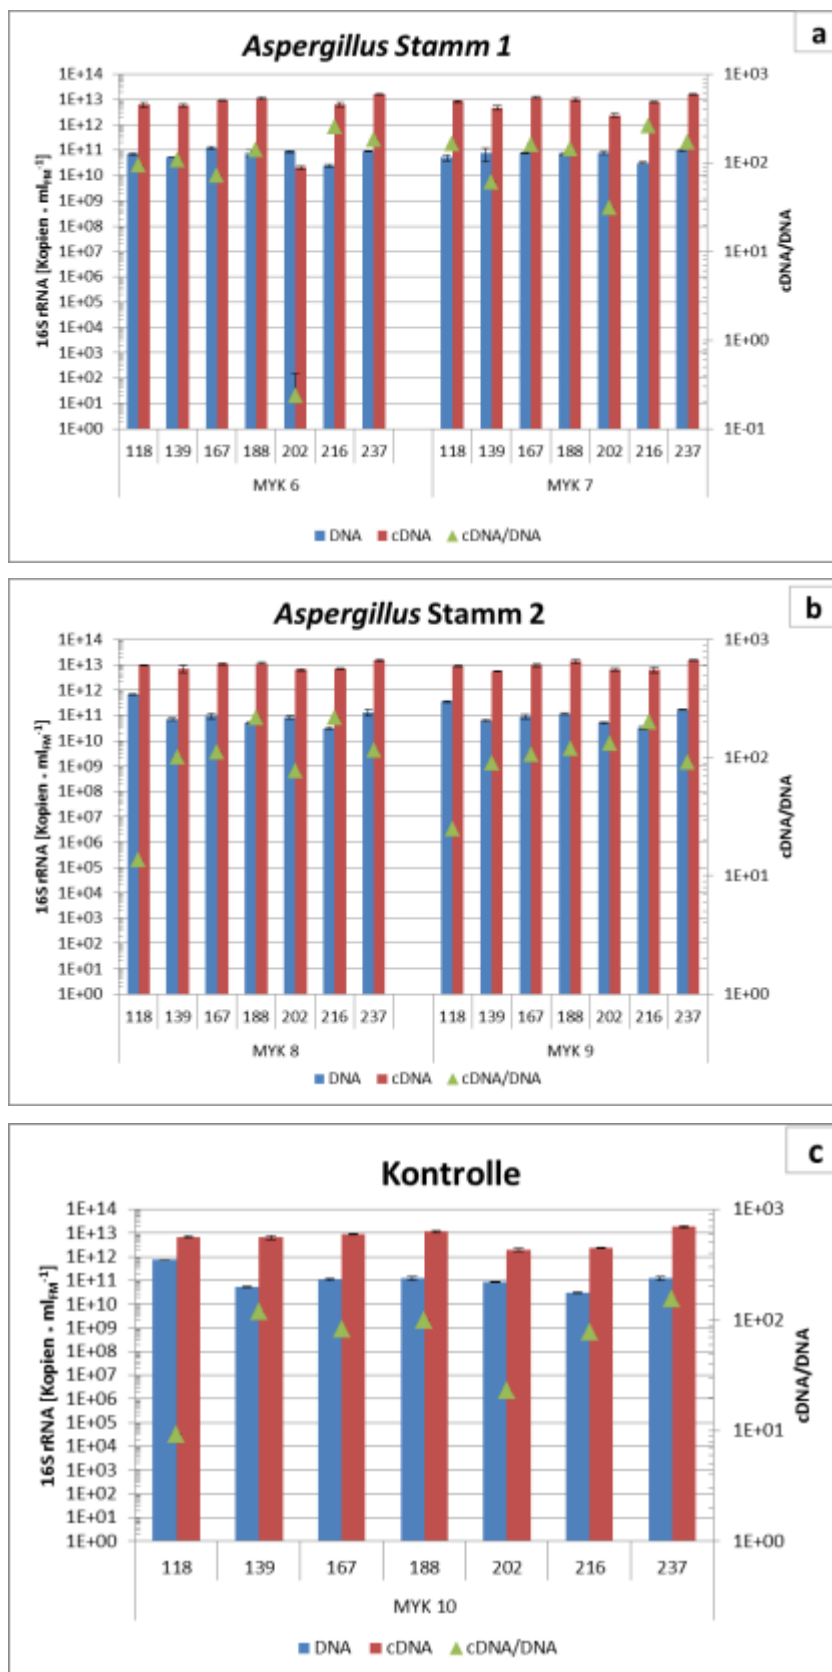 a
Aspergillus Stamm 1
1E+14
1E+13
1E+12
1E+11
1E+10
1E+09
1E+08
1E+07
1E+06
1E+05
1E+04
1E+03
1E+02
1E+01
1E+00
16S rRNA [Kopien * ml_FM^-1]
1E+03
1E+02
1E+01
1E+00
1E-01
cDNA/DNA
118 139 167 188 202 216 237 118 139 167 188 202 216 237
MYK 6 MYK 7
DNA cDNA cDNA/DNA
b
Aspergillus Stamm 2
1E+14
1E+13
1E+12
1E+11
1E+10
1E+09
1E+08
1E+07
1E+06
1E+05
1E+04
1E+03
1E+02
1E+01
1E+00
16S rRNA [Kopien * ml_FM^-1]
1E+03
1E+02
1E+01
1E+00
cDNA/DNA
118 139 167 188 202 216 237 118 139 167 188 202 216 237
MYK 8 MYK 9
DNA cDNA cDNA/DNA
c
Kontrolle
1E+14
1E+13
1E+12
1E+11
1E+10
1E+09
1E+08
1E+07
1E+06
1E+05
1E+04
1E+03
1E+02
1E+01
1E+00
16S rRNA [Kopien * ml_FM^-1]
1E+03
1E+02
1E+01
1E+00
cDNA/DNA
118 139 167 188 202 216 237
MYK 10
DNA cDNA cDNA/DNA